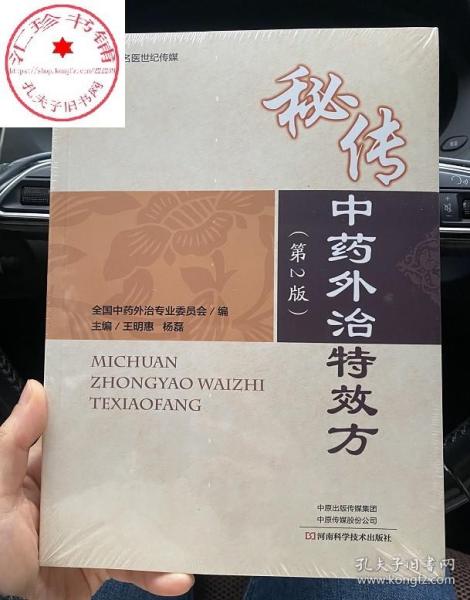 仁珍书铺
孔夫子旧书网
名医世纪传媒
秘传
中药外治特效方
（第2版）
全国中药外治专业委员会/编
主编/王明惠 杨磊
MICHUAN
ZHONGYAO WAIZHI
TEXIAOFANG
中原出版传媒集团
中原传媒股份公司
河南科学技术出版社
孔夫子旧书网
www.kongfz.com